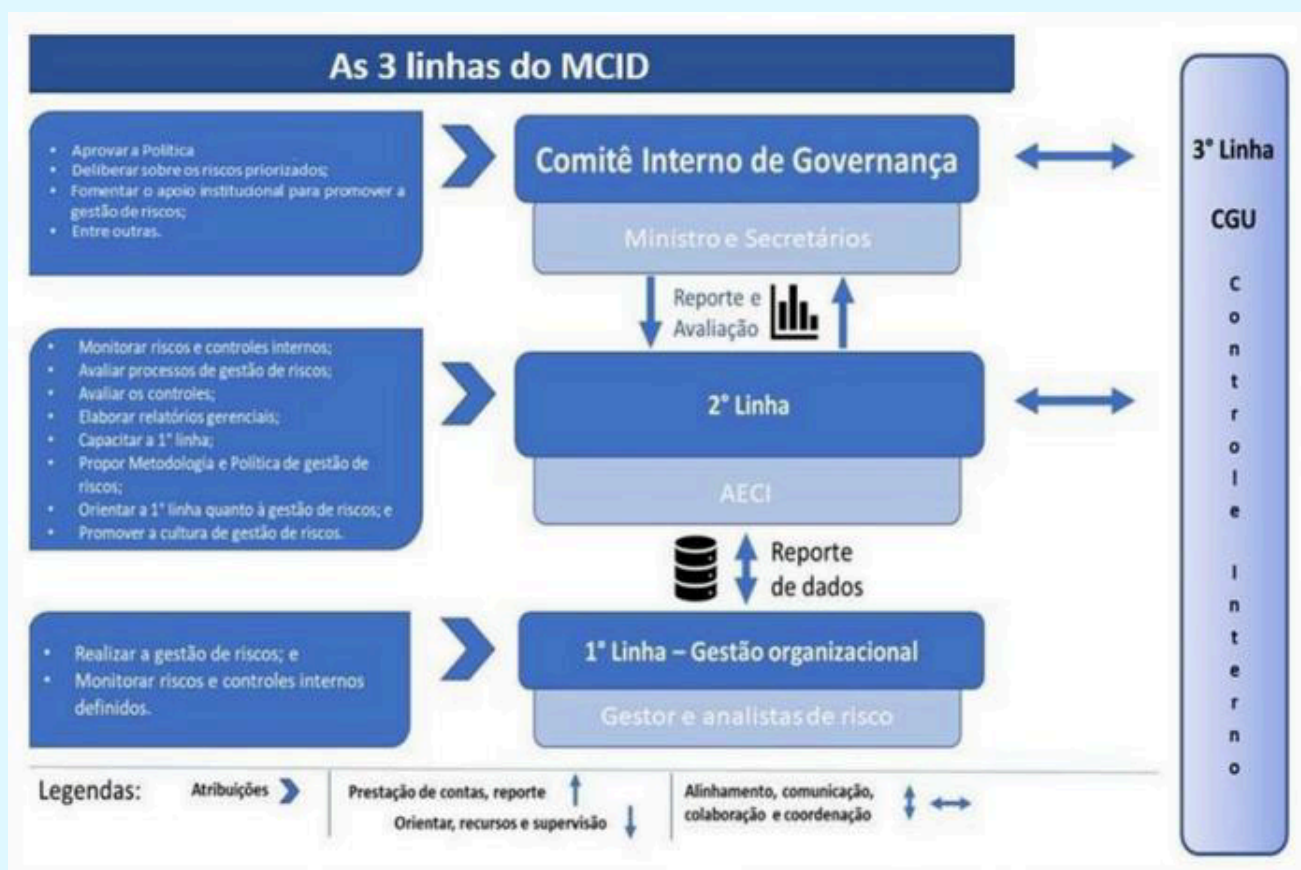 As 3 linhas do MCID
• Aprovar a Política
• Deliberar sobre os riscos priorizados;
• Fomentar o apoio institucional para promover a
gestão de riscos;
• Entre outras.
Comitê Interno de Governança
Ministro e Secretários
Reporte e
Avaliação
• Monitorar riscos e controles internos;
• Avaliar processos de gestão de riscos;
• Avaliar os controles;
• Elaborar relatórios gerenciais;
• Capacitar a 1° linha;
• Propor Metodologia e Política de gestão de
riscos;
• Orientar a 1° linha quanto à gestão de riscos; e
• Promover a cultura de gestão de riscos.
2° Linha
AECI
Reporte
de dados
• Realizar a gestão de riscos; e
• Monitorar riscos e controles internos
definidos.
1° Linha – Gestão organizacional
Gestor e analistas de risco
3° Linha
CGU
C
o
n
t
r
o
l
e
I
n
t
e
r
n
o
Legendas:
Atribuições
Prestação de contas, reporte
Orientar, recursos e supervisão
Alinhamento, comunicação,
colaboração e coordenação